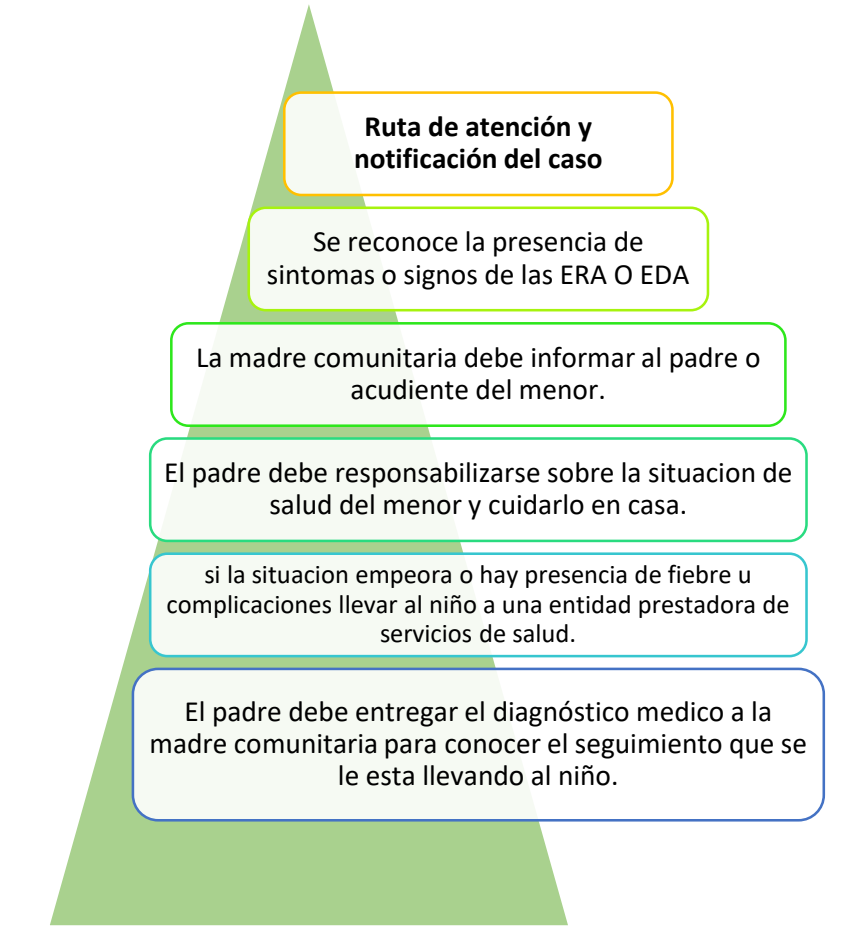 Ruta de atención y
notificación del caso
Se reconoce la presencia de
sintomas o signos de las ERA O EDA
La madre comunitaria debe informar al padre o
acudiente del menor.
El padre debe responsabilizarse sobre la situacion de
salud del menor y cuidarlo en casa.
si la situacion empeora o hay presencia de fiebre u
complicaciones llevar al niño a una entidad prestadora de
servicios de salud.
El padre debe entregar el diagnóstico medico a la
madre comunitaria para conocer el seguimiento que se
le esta llevando al niño.